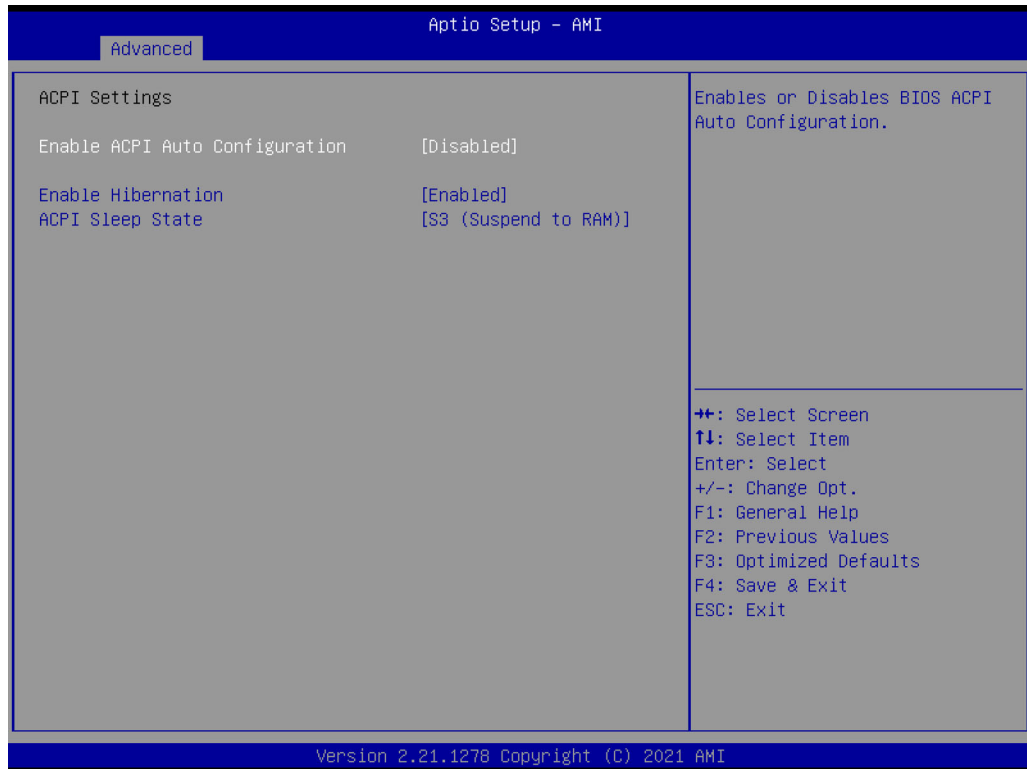 Aptio Setup – AMI
Advanced
ACPI Settings
Enable ACPI Auto Configuration [Disabled]
Enable Hibernation [Enabled]
ACPI Sleep State [S3 (Suspend to RAM)]
Enables or Disables BIOS ACPI
Auto Configuration.
→←: Select Screen
↑↓: Select Item
Enter: Select
+/-: Change Opt.
F1: General Help
F2: Previous Values
F3: Optimized Defaults
F4: Save & Exit
ESC: Exit
Version 2.21.1278 Copyright (C) 2021 AMI